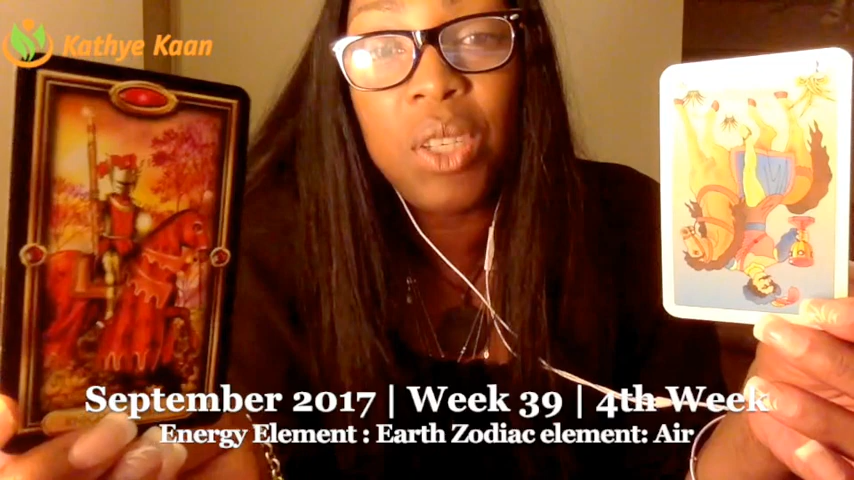 Kathye Kaan
September 2017 | Week 39 | 4th Week
Energy Element : Earth Zodiac element: Air